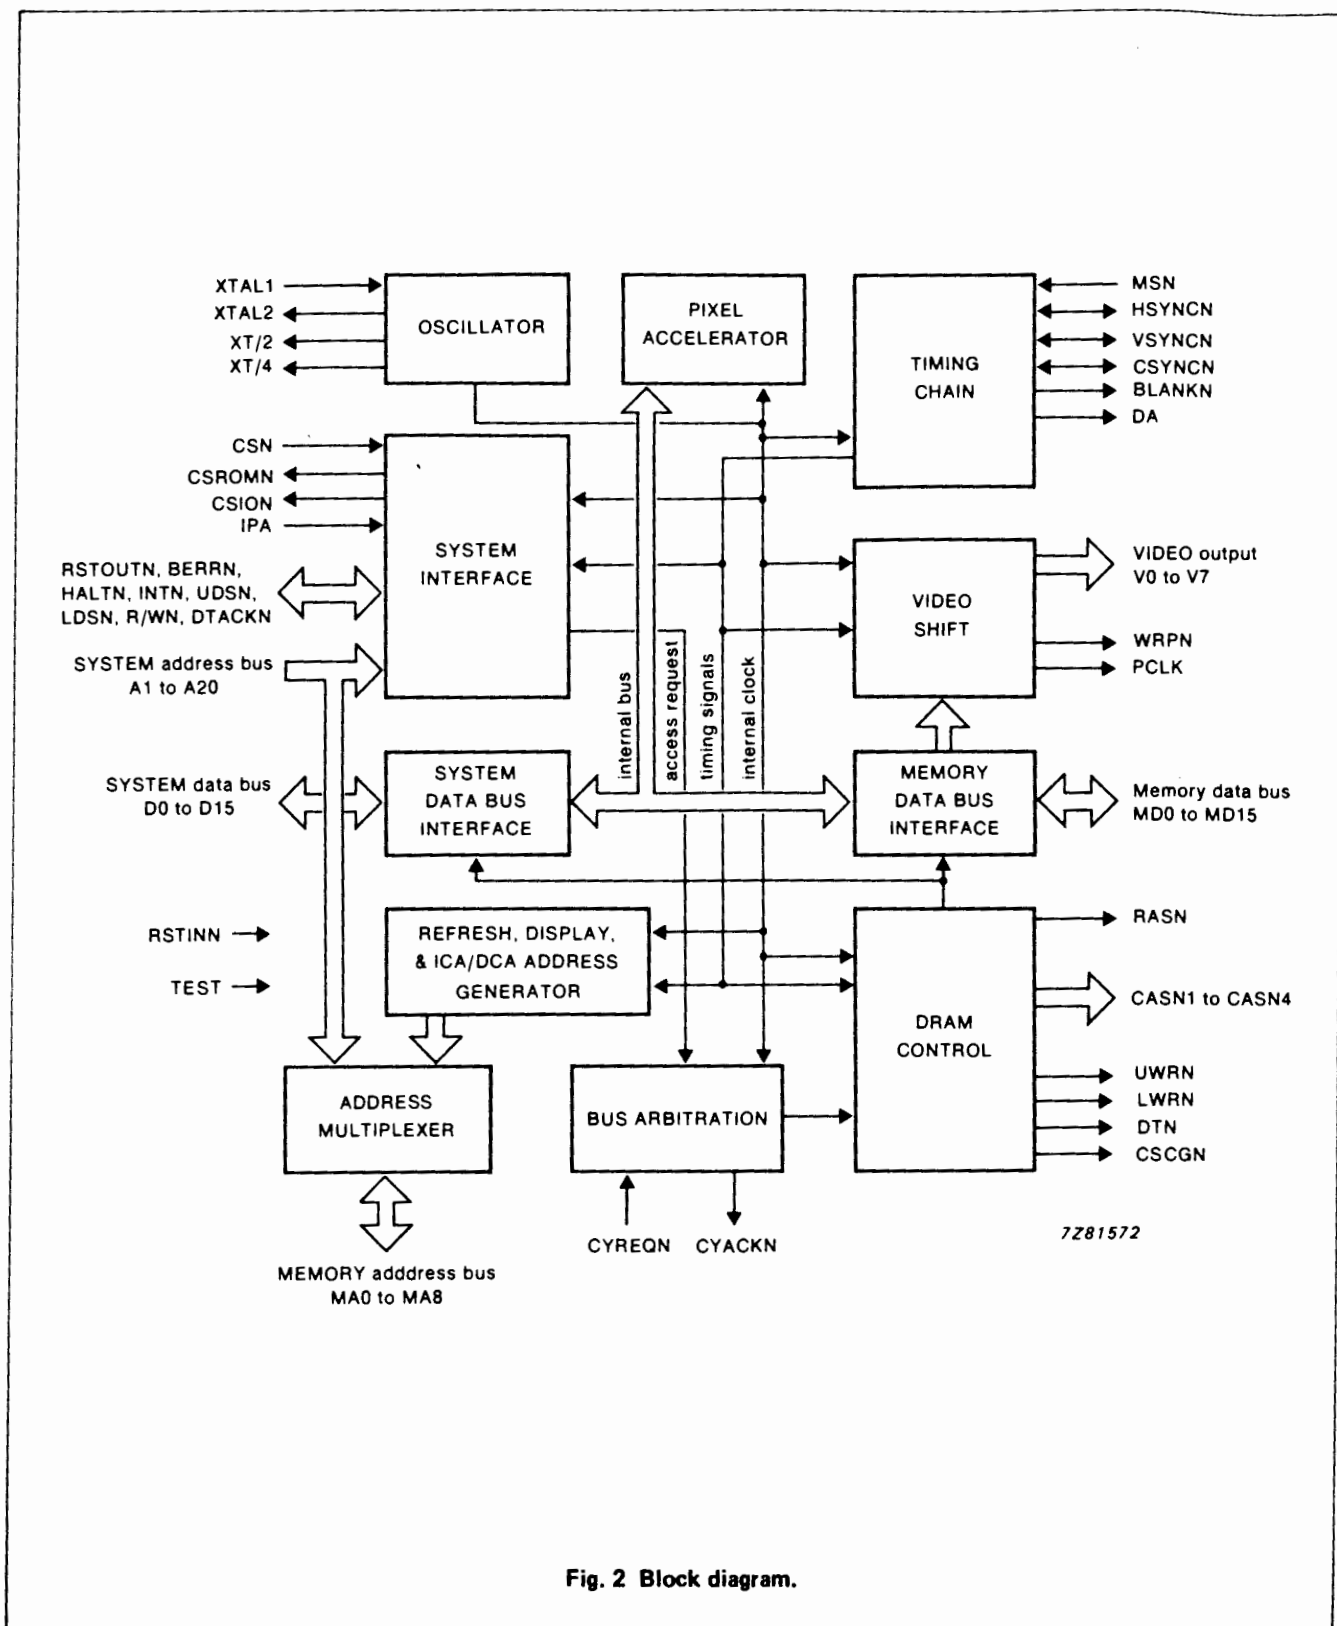 XTAL1
XTAL2
XT/2
XT/4
OSCILLATOR
PIXEL
ACCELERATOR
TIMING
CHAIN
MSN
HSYNCN
VSYNCN
CSYNCN
BLANKN
DA
CSN
CSROMN
CSION
IPA
RSTOUTN, BERRN,
HALTN, INTN, UDSN,
LDSN, R/WN, DTACKN
SYSTEM address bus
A1 to A20
SYSTEM
INTERFACE
VIDEO
SHIFT
VIDEO output
V0 to V7
WRPN
PCLK
internal bus
access request
timing signals
internal clock
SYSTEM data bus
D0 to D15
SYSTEM
DATA BUS
INTERFACE
MEMORY
DATA BUS
INTERFACE
Memory data bus
MD0 to MD15
RSTINN
TEST
REFRESH, DISPLAY,
& ICA/DCA ADDRESS
GENERATOR
DRAM
CONTROL
RASN
CASN1 to CASN4
UWRN
LWRN
DTN
CSCGN
ADDRESS
MULTIPLEXER
BUS ARBITRATION
CYREQN
CYACKN
MEMORY adddress bus
MA0 to MA8
7Z81572
Fig. 2 Block diagram.